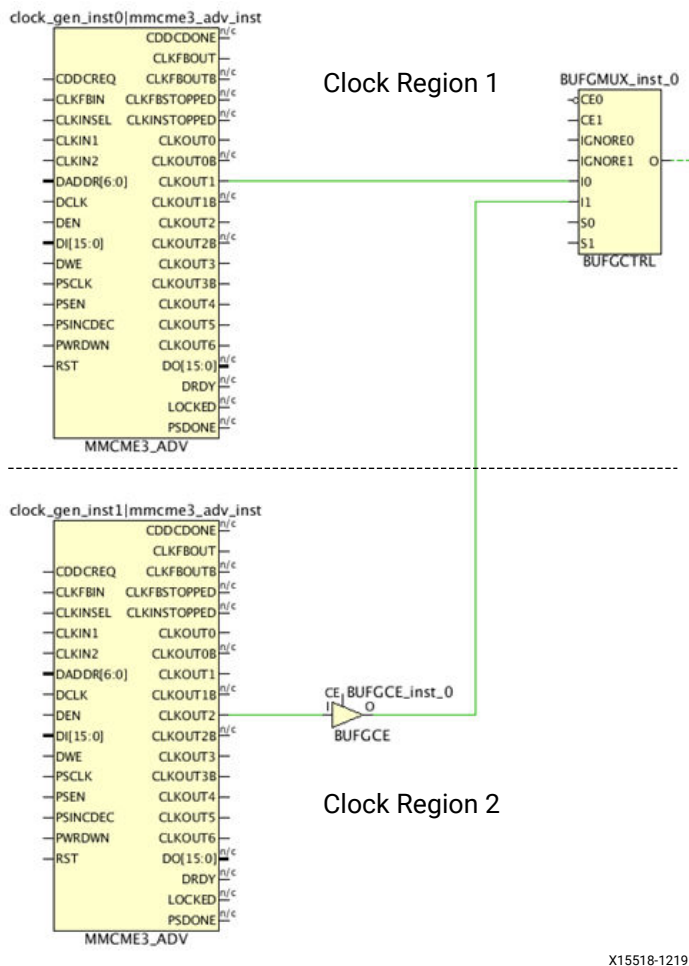 clock_gen_inst0|mmcme3_adv_inst
CDDCDONE n/c
CLKFBOUT
CDDCREQ CLKFBOUTB n/c
CLKFBIN CLKFBSTOPPED n/c
CLKINSEL CLKINSTOPPED n/c
CLKIN1 CLKOUT0
CLKIN2 CLKOUT0B n/c
DADDR[6:0] CLKOUT1
DCLK CLKOUT1B n/c
DEN CLKOUT2
DI[15:0] CLKOUT2B n/c
DWE CLKOUT3
PSCLK CLKOUT3B n/c
PSEN CLKOUT4
PSINCDEC CLKOUT5
PWRDWN CLKOUT6
RST DO[15:0] n/c
DRDY n/c
LOCKED n/c
PSDONE n/c
MMCME3_ADV
Clock Region 1
BUFGMUX_inst_0
CE0
CE1
IGNORE0
IGNORE1 O
I0
I1
S0
S1
BUFGCTRL
clock_gen_inst1|mmcme3_adv_inst
CDDCDONE n/c
CLKFBOUT
CDDCREQ CLKFBOUTB n/c
CLKFBIN CLKFBSTOPPED n/c
CLKINSEL CLKINSTOPPED n/c
CLKIN1 CLKOUT0
CLKIN2 CLKOUT0B n/c
DADDR[6:0] CLKOUT1
DCLK CLKOUT1B n/c
DEN CLKOUT2
DI[15:0] CLKOUT2B n/c
DWE CLKOUT3
PSCLK CLKOUT3B n/c
PSEN CLKOUT4
PSINCDEC CLKOUT5
PWRDWN CLKOUT6
RST DO[15:0] n/c
DRDY n/c
LOCKED n/c
PSDONE n/c
MMCME3_ADV
CE BUFGCE_inst_0
I O
BUFGCE
Clock Region 2
X15518-1219